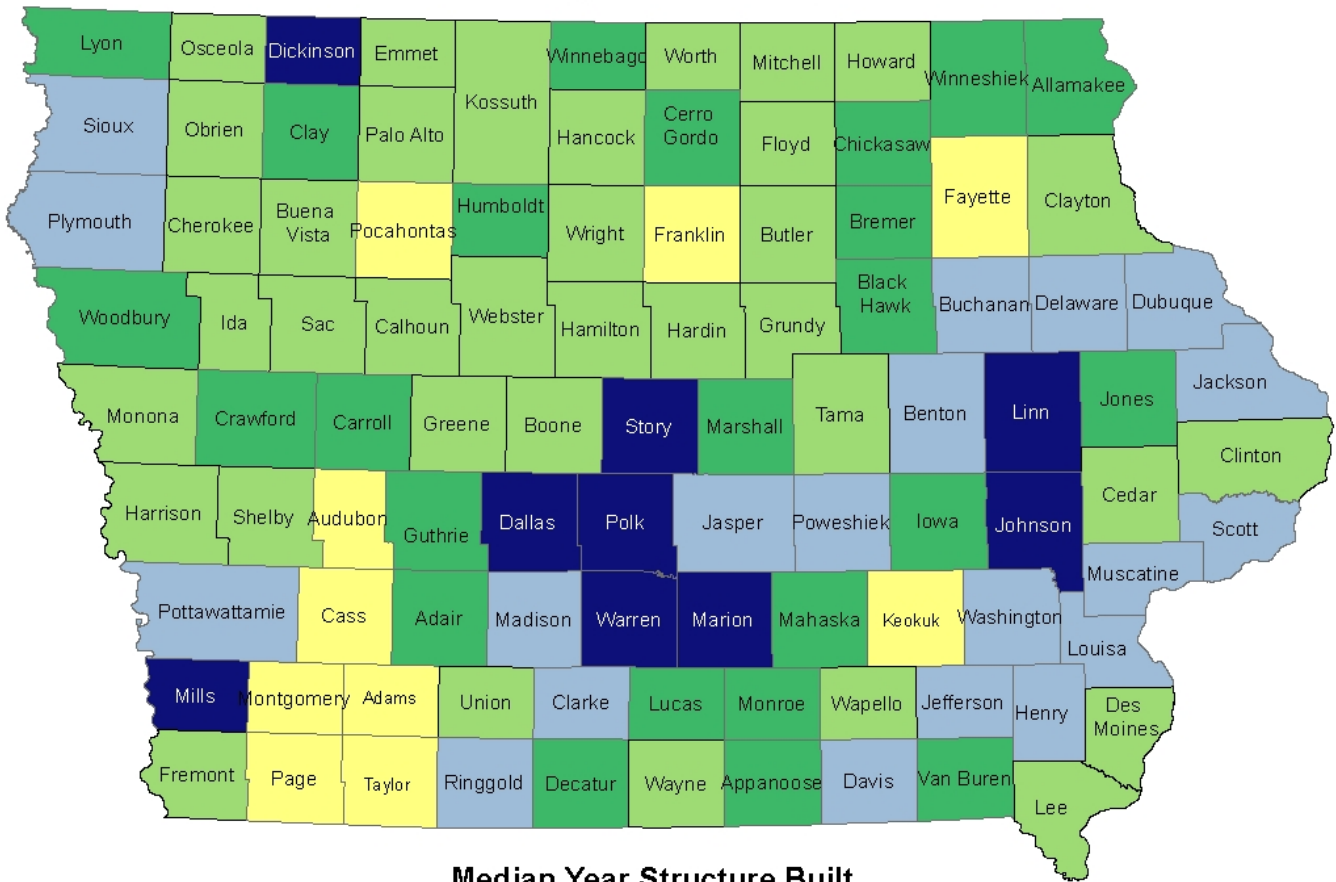 Lyon
Osceola
Dickinson
Emmet
Kossuth
Winnebago
Worth
Mitchell
Howard
Winneshiek
Allamakee
Sioux
Obrien
Clay
Palo Alto
Hancock
Cerro
Gordo
Floyd
Chickasaw
Fayette
Clayton
Plymouth
Cherokee
Buena
Vista
Pocahontas
Humboldt
Wright
Franklin
Butler
Bremer
Woodbury
Ida
Sac
Calhoun
Webster
Hamilton
Hardin
Grundy
Black
Hawk
Buchanan
Delaware
Dubuque
Monona
Crawford
Carroll
Greene
Boone
Story
Marshall
Tama
Benton
Linn
Jones
Jackson
Clinton
Harrison
Shelby
Audubon
Guthrie
Dallas
Polk
Jasper
Poweshiek
Iowa
Johnson
Cedar
Scott
Muscatine
Pottawattamie
Cass
Adair
Madison
Warren
Marion
Mahaska
Keokuk
Washington
Louisa
Mills
Montgomery
Adams
Union
Clarke
Lucas
Monroe
Wapello
Jefferson
Henry
Des
Moines
Fremont
Page
Taylor
Ringgold
Decatur
Wayne
Appanoose
Davis
Van Buren
Lee
Median Year Structure Built